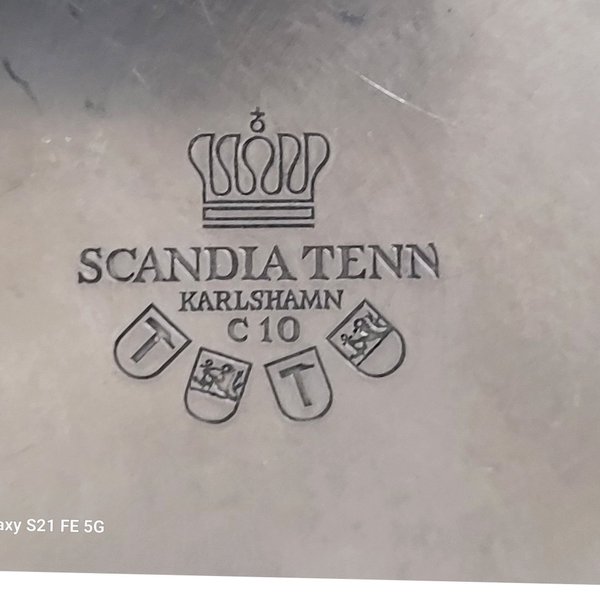 SCANDIA TENN
KARLSHAMN
C 10
axy S21 FE 5G